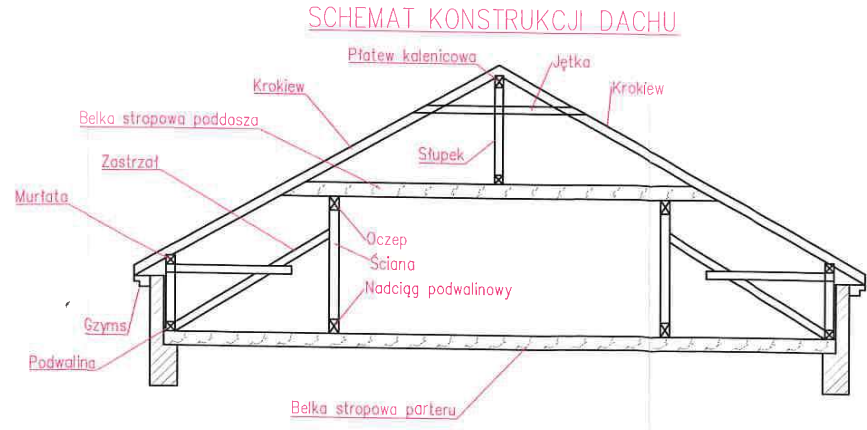 SCHEMAT KONSTRUKCJI DACHU
Płatew kalenicowa
Jętka
Krokiew
Krokiew
Belka stropowa poddasza
Słupek
Zastrzał
Murłata
Oczep
Ściana
Nadciąg podwalinowy
Gzyms
Podwalina
Belka stropowa parteru